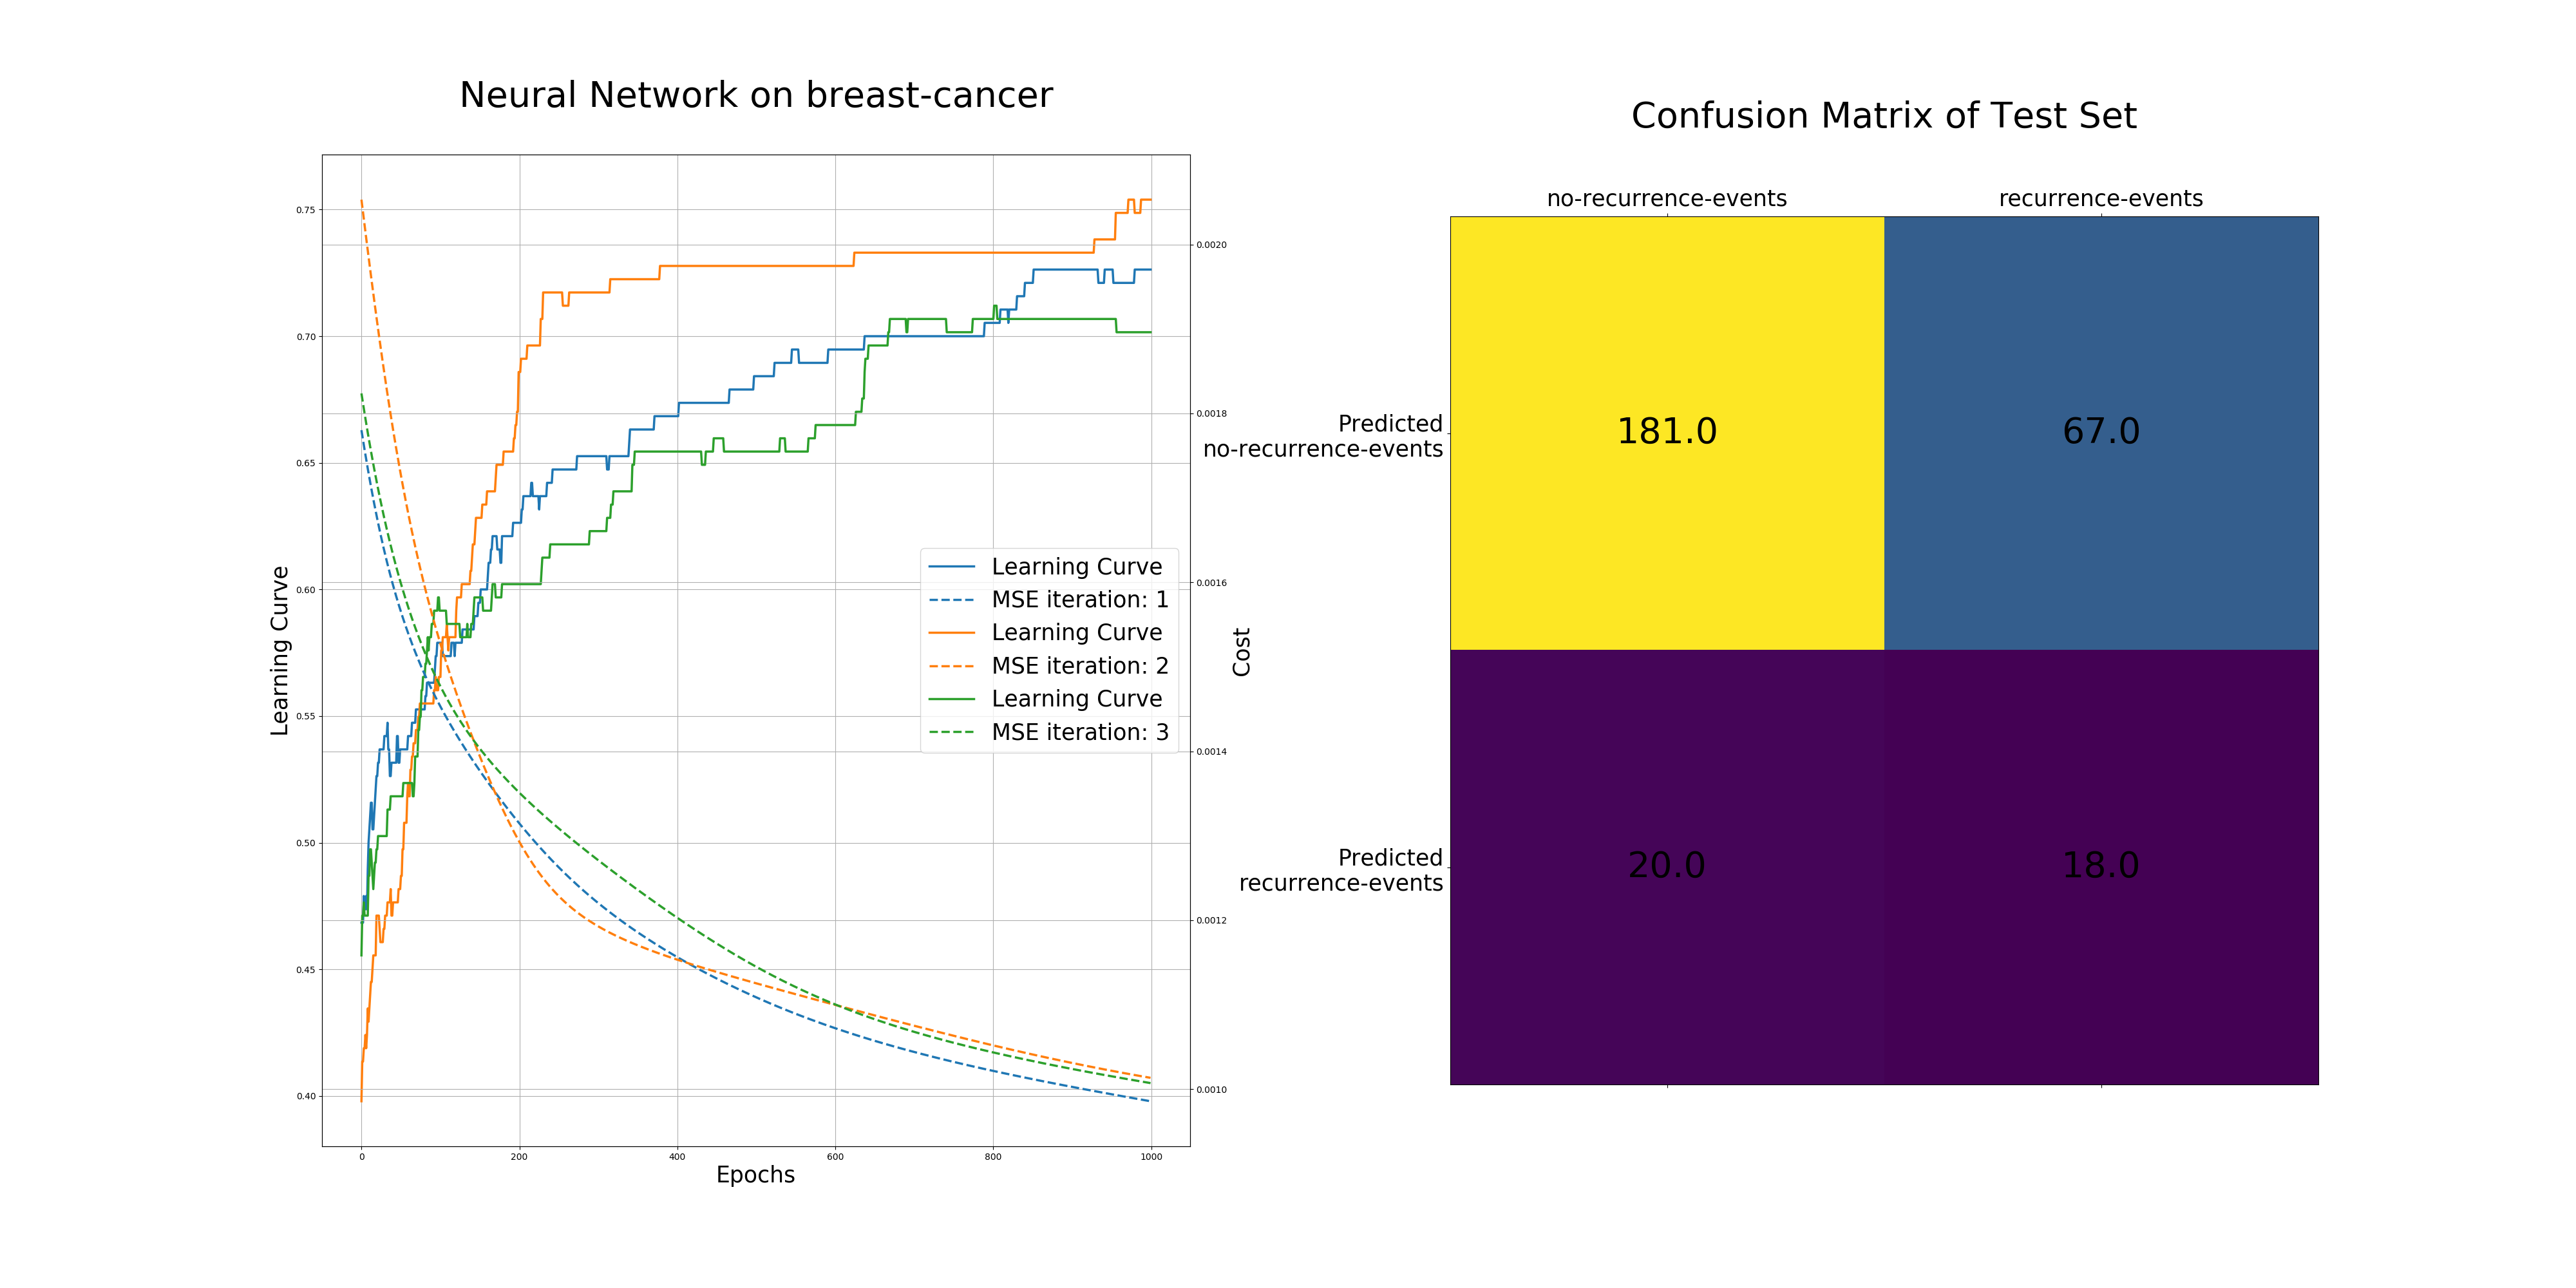 Neural Network on breast-cancer
0.75
0.70
0.65
0.60
0.55
0.50
0.45
0.40
Learning Curve
0
200
400
600
800
1000
Epochs
0.0020
0.0018
0.0016
0.0014
0.0012
0.0010
Cost
Learning Curve
MSE iteration: 1
Learning Curve
MSE iteration: 2
Learning Curve
MSE iteration: 3
Confusion Matrix of Test Set
no-recurrence-events
recurrence-events
Predicted
no-recurrence-events
181.0
67.0
Predicted
recurrence-events
20.0
18.0